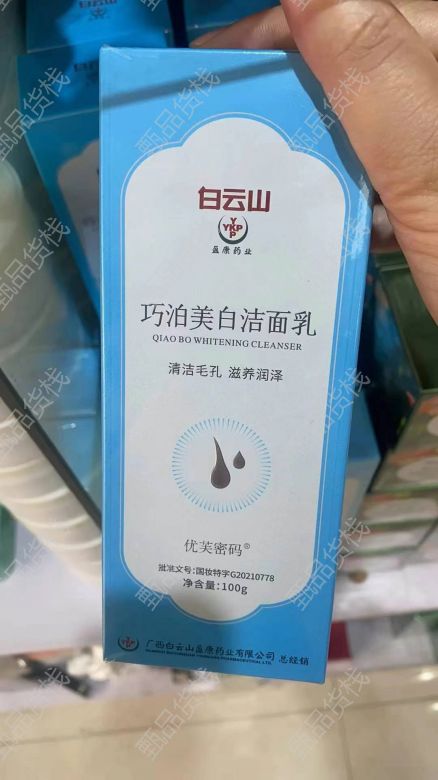 白云山
YKPP
盈康药业
巧泊美白洁面乳
QIAO BO WHITENING CLEANSER
清洁毛孔 滋养润泽
优芙密码®
批准文号:国妆特字G20210778
净含量:100g
广西白云山盈康药业有限公司 总经销
甄品货栈